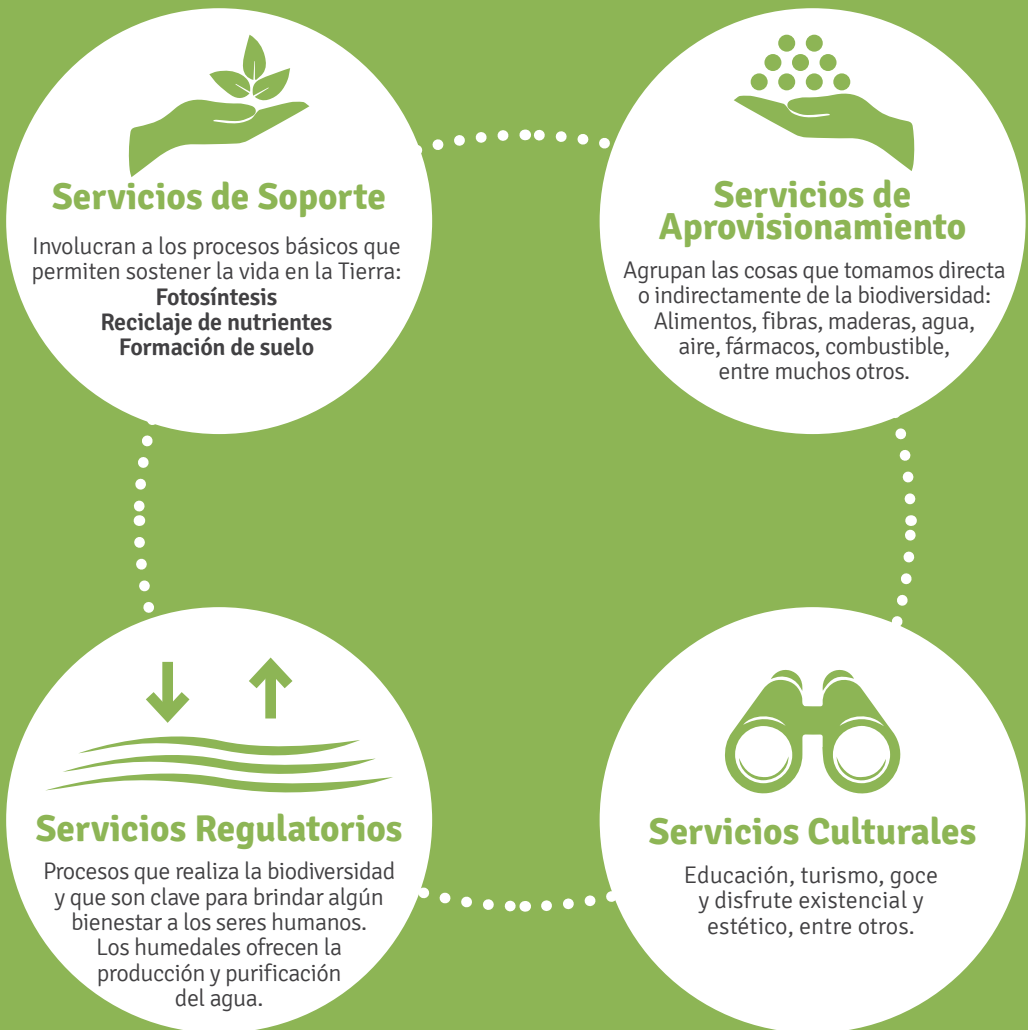 Servicios de Soporte
Involucran a los procesos básicos que
permiten sostener la vida en la Tierra:
Fotosíntesis
Reciclaje de nutrientes
Formación de suelo
Servicios de
Aprovisionamiento
Agrupan las cosas que tomamos directa
o indirectamente de la biodiversidad:
Alimentos, fibras, maderas, agua,
aire, fármacos, combustible,
entre muchos otros.
Servicios Regulatorios
Procesos que realiza la biodiversidad
y que son clave para brindar algún
bienestar a los seres humanos.
Los humedales ofrecen la
producción y purificación
del agua.
Servicios Culturales
Educación, turismo, goce
y disfrute existencial y
estético, entre otros.